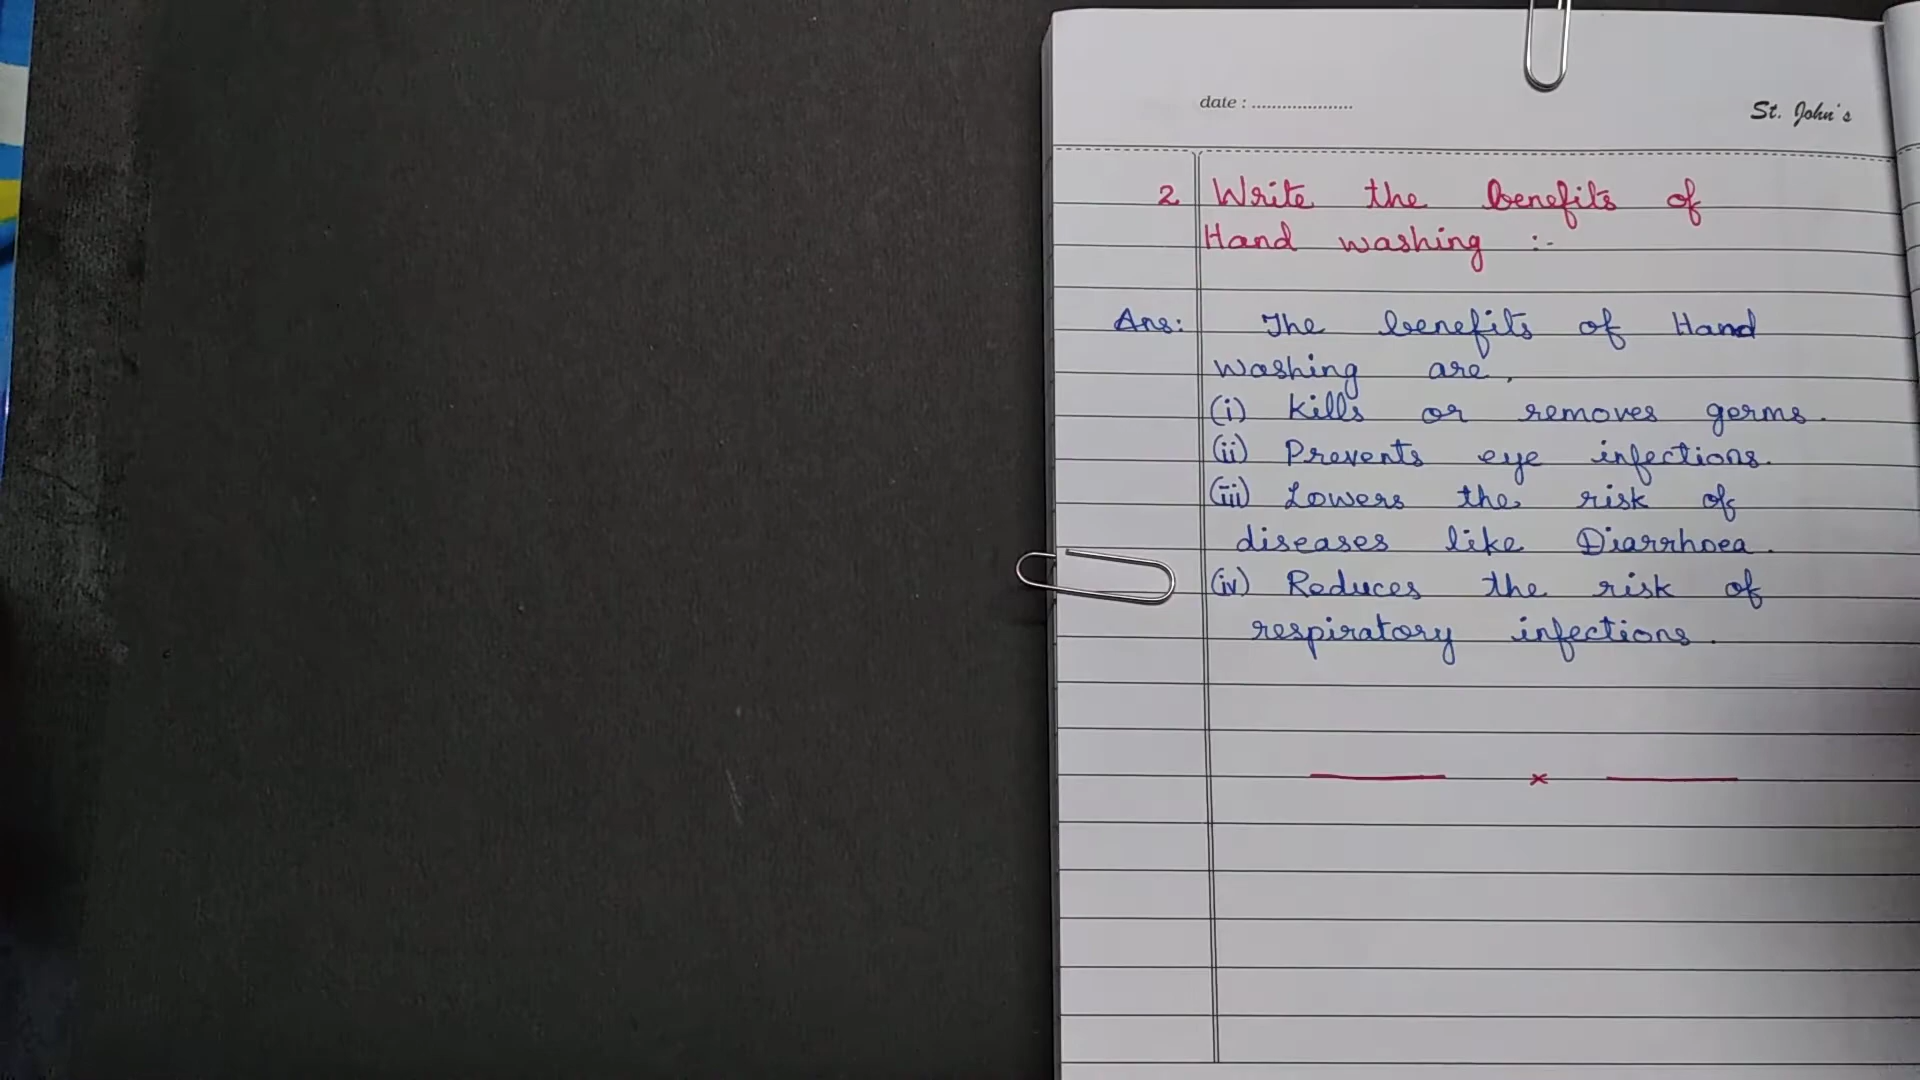 date : ....................
St. John's
2 Write the benefits of
Hand washing :-
Ans: The benefits of Hand
washing are,
(i) Kills or removes germs.
(ii) Prevents eye infections.
(iii) Lowers the risk of
diseases like Diarrhoea.
(iv) Reduces the risk of
respiratory infections.